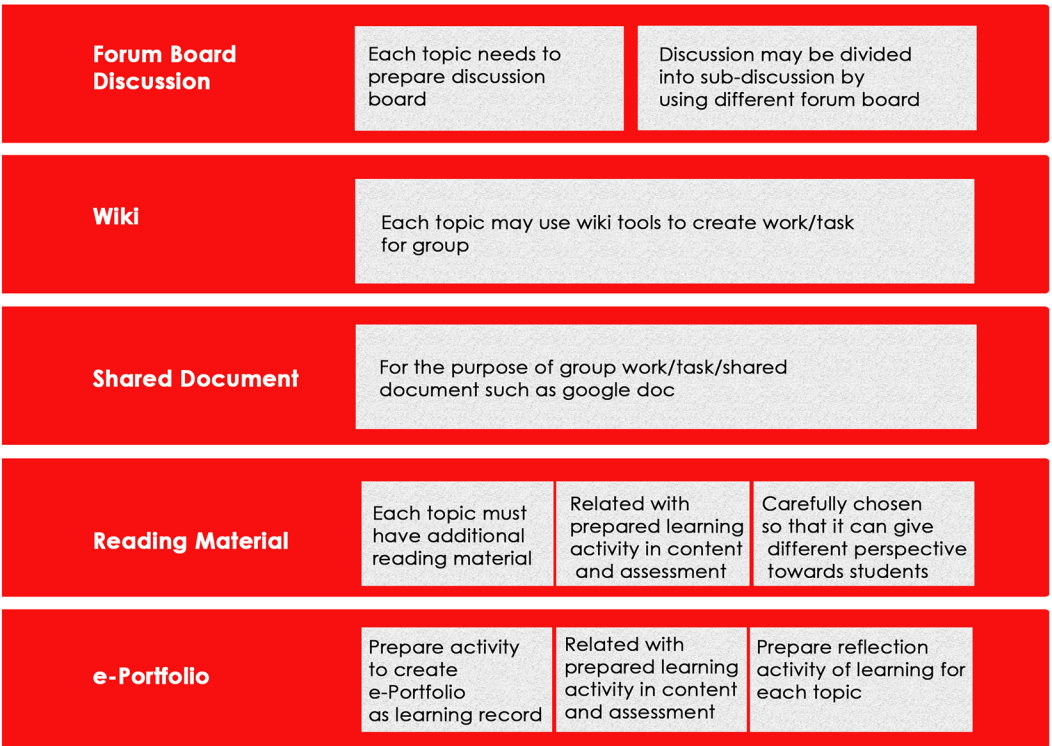 Forum Board
Discussion
Each topic needs to
prepare discussion
board
Discussion may be divided
into sub-discussion by
using different forum board
Wiki
Each topic may use wiki tools to create work/task
for group
Shared Document
For the purpose of group work/task/shared
document such as google doc
Reading Material
Each topic must
have additional
reading material
Related with
prepared learning
activity in content
and assessment
Carefully chosen
so that it can give
different perspective
towards students
e-Portfolio
Prepare activity
to create
e-Portfolio
as learning record
Related with
prepared learning
activity in content
and assessment
Prepare reflection
activity of learning for
each topic